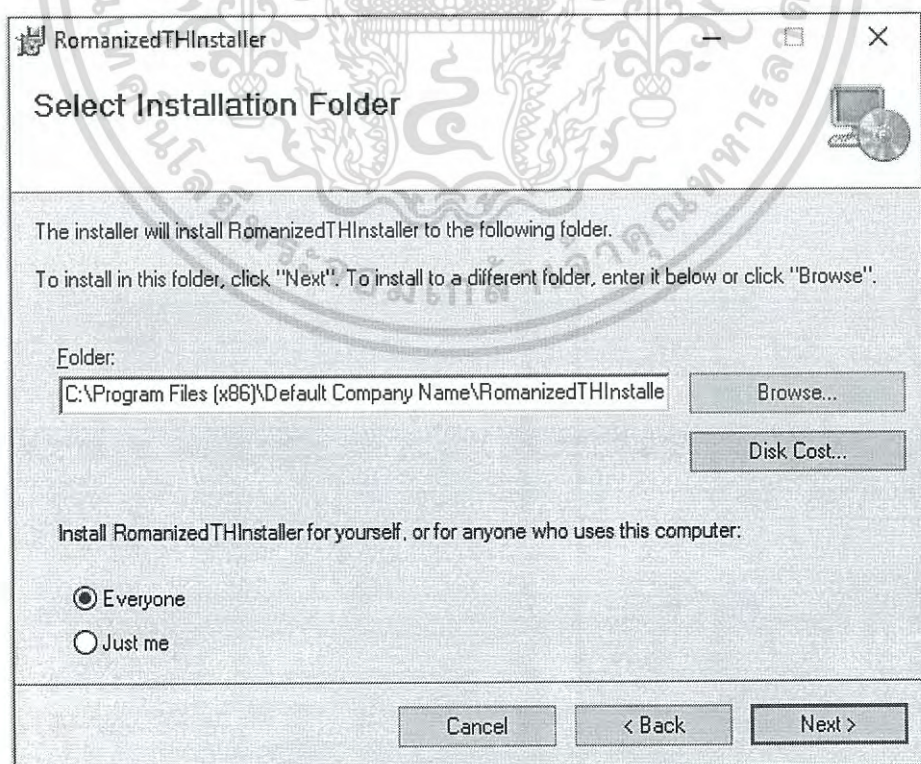 RomanizedTHInstaller
Select Installation Folder
The installer will install RomanizedTHInstaller to the following folder.
To install in this folder, click "Next". To install to a different folder, enter it below or click "Browse".
Folder:
C:\Program Files (x86)\Default Company Name\RomanizedTHInstalle
Browse...
Disk Cost...
Install RomanizedTHInstaller for yourself, or for anyone who uses this computer:
Everyone
Just me
Cancel
< Back
Next >